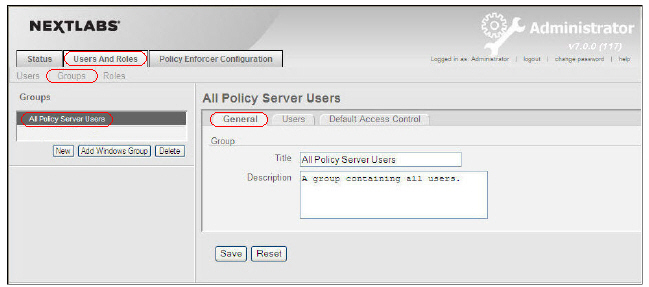 NEXTLABS®
Administrator
v7.0.0 (117)
Status
Users And Roles
Policy Enforcer Configuration
Logged in as: Administrator | logout | change password | help
Users
Groups
Roles
Groups
All Policy Server Users
New
Add Windows Group
Delete
All Policy Server Users
General
Users
Default Access Control
Group
Title
All Policy Server Users
Description
A group containing all users.
Save
Reset